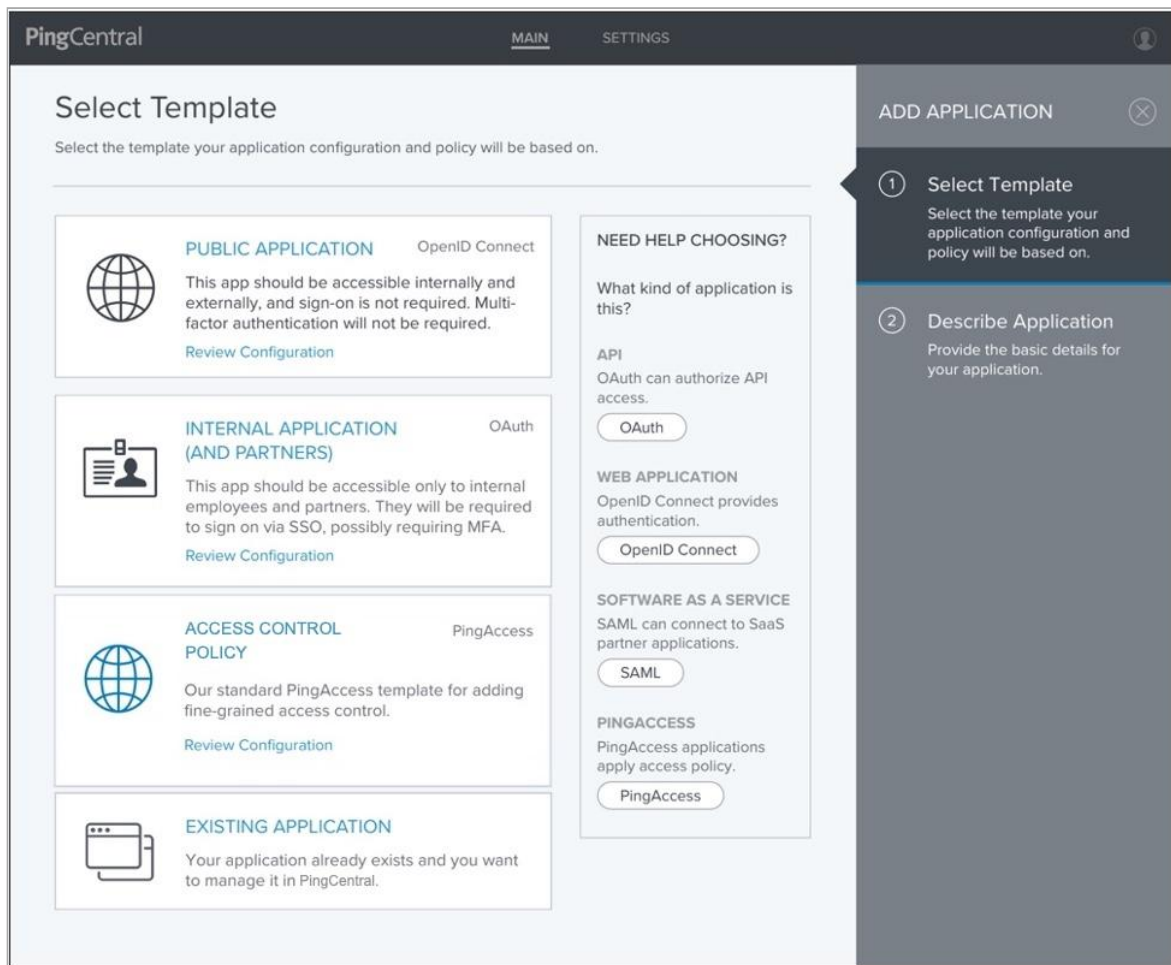 PingCentral
MAIN
SETTINGS
Select Template
Select the template your application configuration and policy will be based on.
PUBLIC APPLICATION
OpenID Connect
This app should be accessible internally and
externally, and sign-on is not required. Multi-
factor authentication will not be required.
Review Configuration
INTERNAL APPLICATION
(AND PARTNERS)
OAuth
This app should be accessible only to internal
employees and partners. They will be required
to sign on via SSO, possibly requiring MFA.
Review Configuration
ACCESS CONTROL
POLICY
PingAccess
Our standard PingAccess template for adding
fine-grained access control.
Review Configuration
EXISTING APPLICATION
Your application already exists and you want
to manage it in PingCentral.
NEED HELP CHOOSING?
What kind of application is
this?
API
OAuth can authorize API
access.
OAuth
WEB APPLICATION
OpenID Connect provides
authentication.
OpenID Connect
SOFTWARE AS A SERVICE
SAML can connect to SaaS
partner applications.
SAML
PINGACCESS
PingAccess applications
apply access policy.
PingAccess
ADD APPLICATION
1
Select Template
Select the template your
application configuration and
policy will be based on.
2
Describe Application
Provide the basic details for
your application.